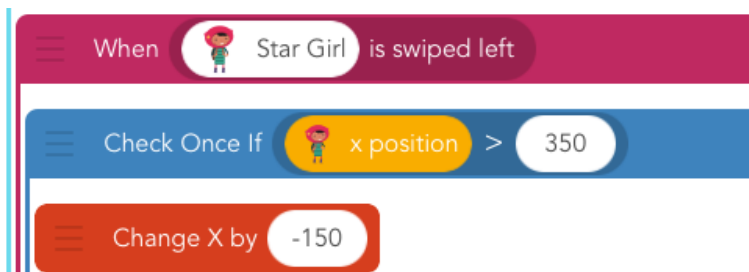 When Star Girl is swiped left
Check Once If x position > 350
Change X by -150